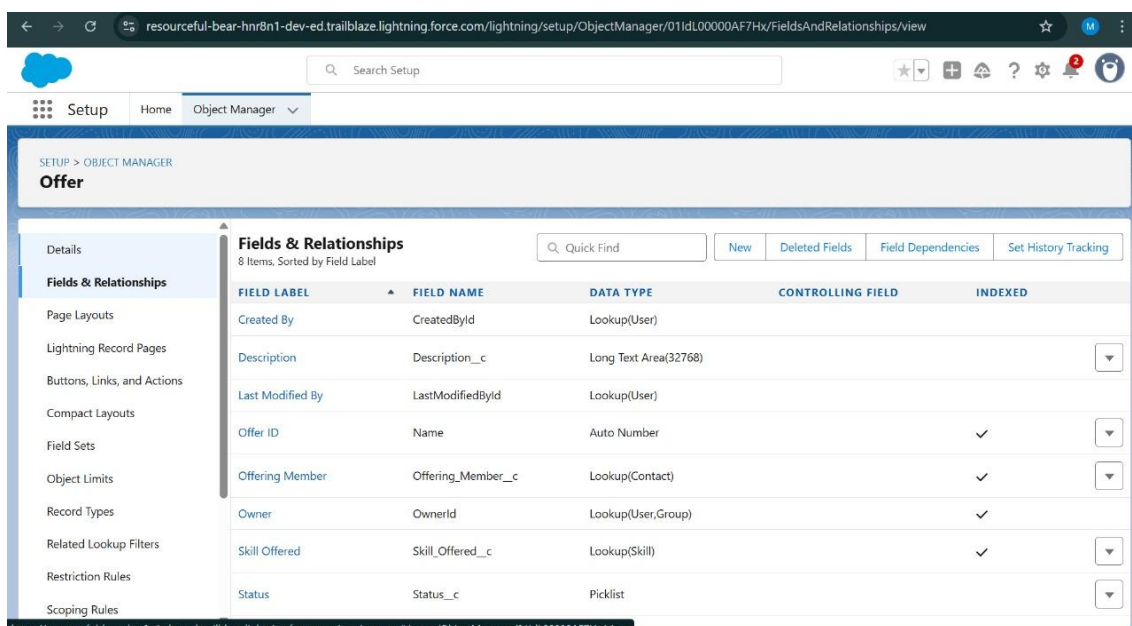 resourceful-bear-hnr8n1-dev-ed.trailblaze.lightning.force.com/lightning/setup/ObjectManager/01IdL00000AF7Hx/FieldsAndRelationships/view
M
Search Setup
2
Setup Home Object Manager
SETUP > OBJECT MANAGER
Offer
Details
Fields & Relationships
Page Layouts
Lightning Record Pages
Buttons, Links, and Actions
Compact Layouts
Field Sets
Object Limits
Record Types
Related Lookup Filters
Restriction Rules
Scoping Rules
Fields & Relationships
8 Items, Sorted by Field Label
Quick Find New Deleted Fields Field Dependencies Set History Tracking
FIELD LABEL FIELD NAME DATA TYPE CONTROLLING FIELD INDEXED
Created By CreatedById Lookup(User)
Description Description__c Long Text Area(32768)
Last Modified By LastModifiedById Lookup(User)
Offer ID Name Auto Number
Offering Member Offering_Member__c Lookup(Contact)
Owner OwnerId Lookup(User,Group)
Skill Offered Skill_Offered__c Lookup(Skill)
Status Status__c Picklist